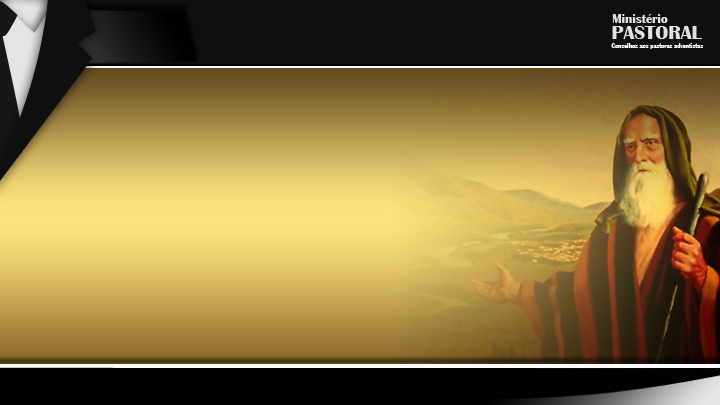 Ministério
PASTORAL
Conselhos aos pastores adventistas